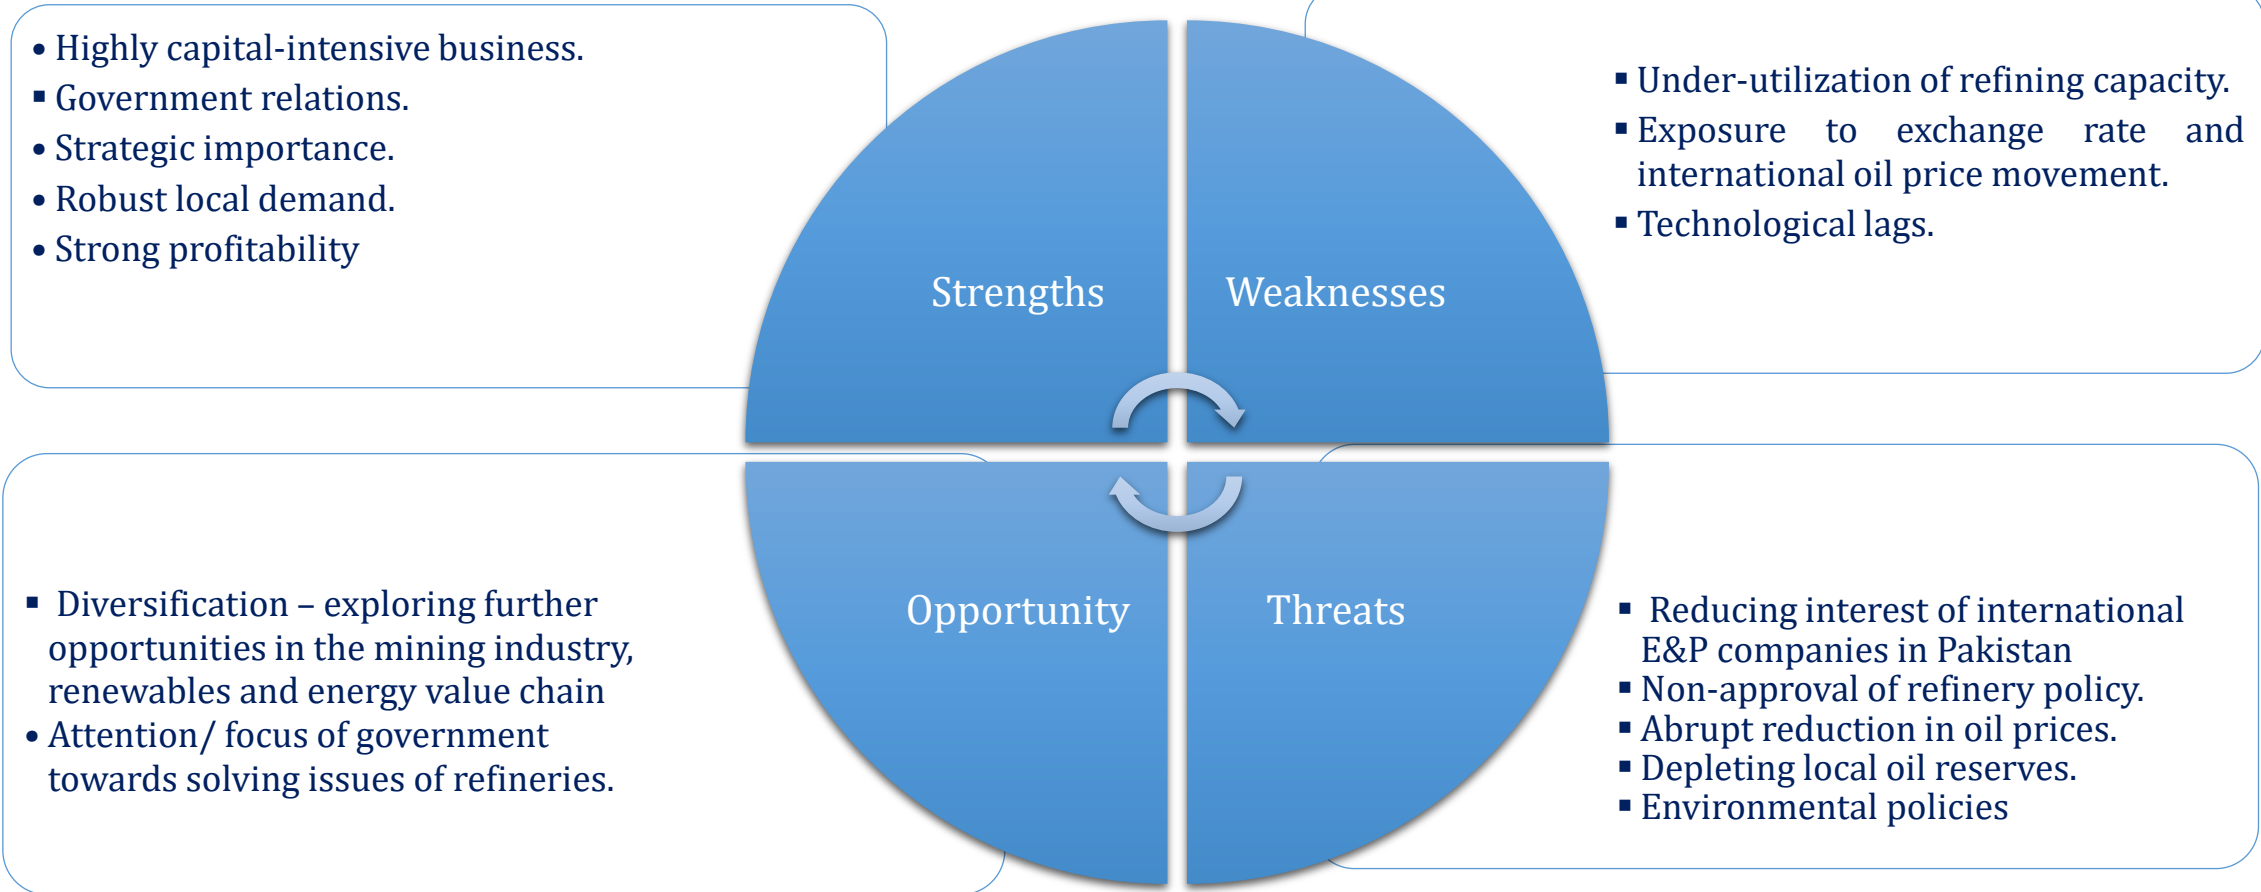 • Highly capital-intensive business.
▪ Government relations.
• Strategic importance.
• Robust local demand.
• Strong profitability
Strengths
Weaknesses
▪ Under-utilization of refining capacity.
▪ Exposure to exchange rate and
international oil price movement.
▪ Technological lags.
▪ Diversification – exploring further
opportunities in the mining industry,
renewables and energy value chain
• Attention/ focus of government
towards solving issues of refineries.
Opportunity
Threats
▪ Reducing interest of international
E&P companies in Pakistan
▪ Non-approval of refinery policy.
▪ Abrupt reduction in oil prices.
▪ Depleting local oil reserves.
▪ Environmental policies